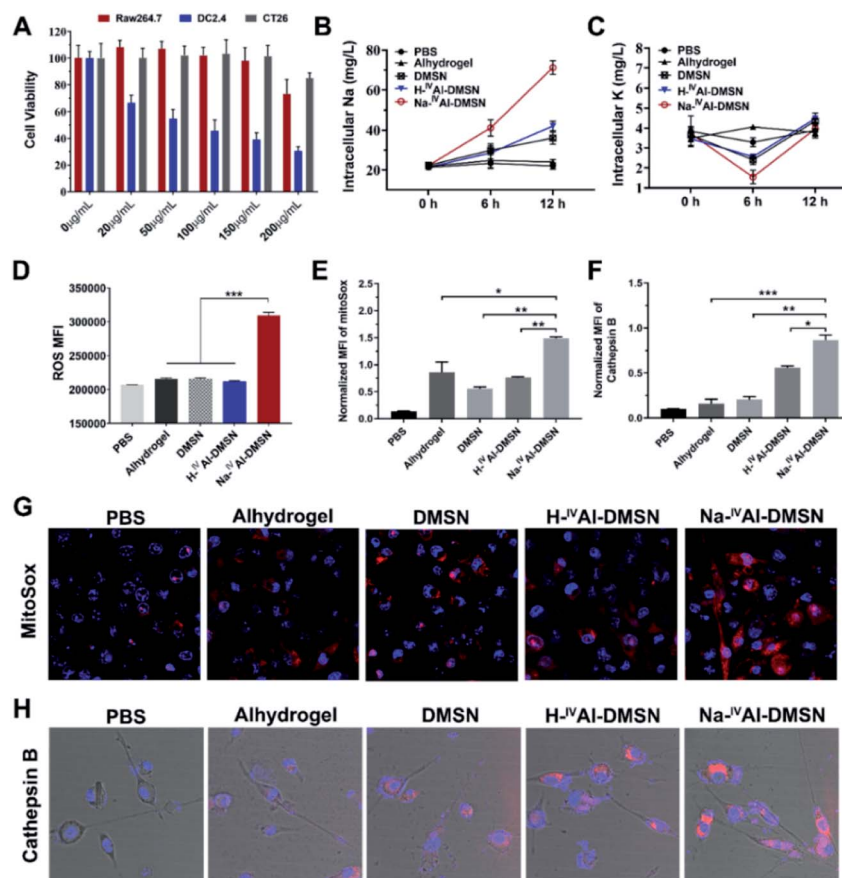 A
Raw264.7 DC2.4 CT26
Cell Viability
120
100
80
60
40
20
0
0μg/mL
20μg/mL
50μg/mL
100μg/mL
150μg/mL
200μg/mL
B
PBS
Alhydrogel
DMSN
H-ᴵⱽAl-DMSN
Na-ᴵⱽAl-DMSN
Intracellular Na (mg/L)
80
60
40
20
0 h 6 h 12 h
C
PBS
Alhydrogel
DMSN
H-ᴵⱽAl-DMSN
Na-ᴵⱽAl-DMSN
Intracellular K (mg/L)
7
6
5
4
3
2
1
0 h 6 h 12 h
D
ROS MFI
350000
300000
250000
200000
150000
***
PBS
Alhydrogel
DMSN
H-ᴵⱽAl-DMSN
Na-ᴵⱽAl-DMSN
E
Normalized MFI of mitoSox
2.5
2.0
1.5
1.0
0.5
0.0
*
**
**
PBS
Alhydrogel
DMSN
H-ᴵⱽAl-DMSN
Na-ᴵⱽAl-DMSN
F
Normalized MFI of
Cathepsin B
1.5
1.0
0.5
0.0
***
**
*
PBS
Alhydrogel
DMSN
H-ᴵⱽAl-DMSN
Na-ᴵⱽAl-DMSN
G
PBS Alhydrogel DMSN H-ᴵⱽAl-DMSN Na-ᴵⱽAl-DMSN
MitoSox
H
PBS Alhydrogel DMSN H-ᴵⱽAl-DMSN Na-ᴵⱽAl-DMSN
Cathepsin B